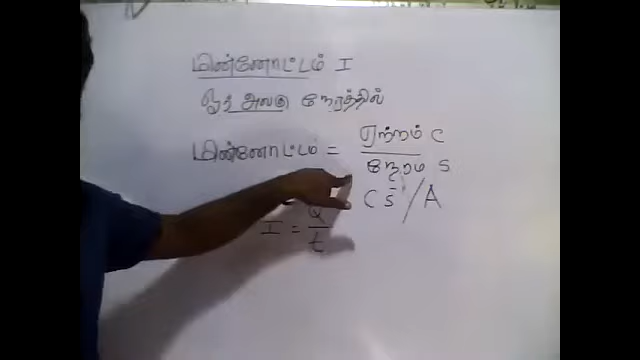 மின்னோட்டம் I
ஓர் அலகு நேரத்தில்
மின்னோட்டம் = ஏற்றம் C / நேரம் S
C S⁻¹ / A
I = Q / t